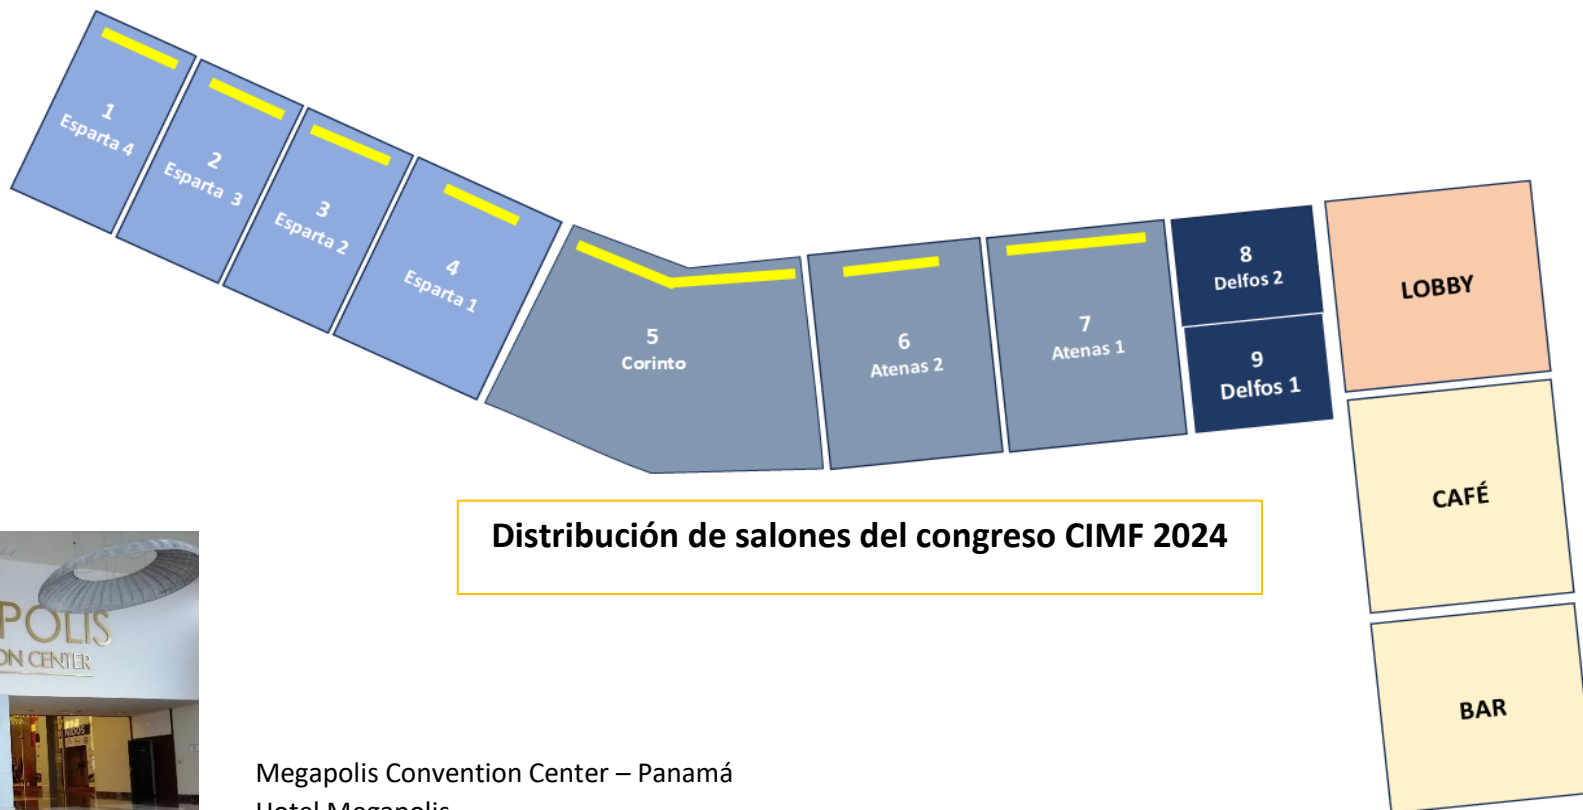 1
Esparta 4
2
Esparta 3
3
Esparta 2
4
Esparta 1
5
Corinto
6
Atenas 2
7
Atenas 1
8
Delfos 2
9
Delfos 1
LOBBY
CAFÉ
BAR
Distribución de salones del congreso CIMF 2024
POLIS
ON CENTER
Megapolis Convention Center – Panamá
Hotel Megapolis